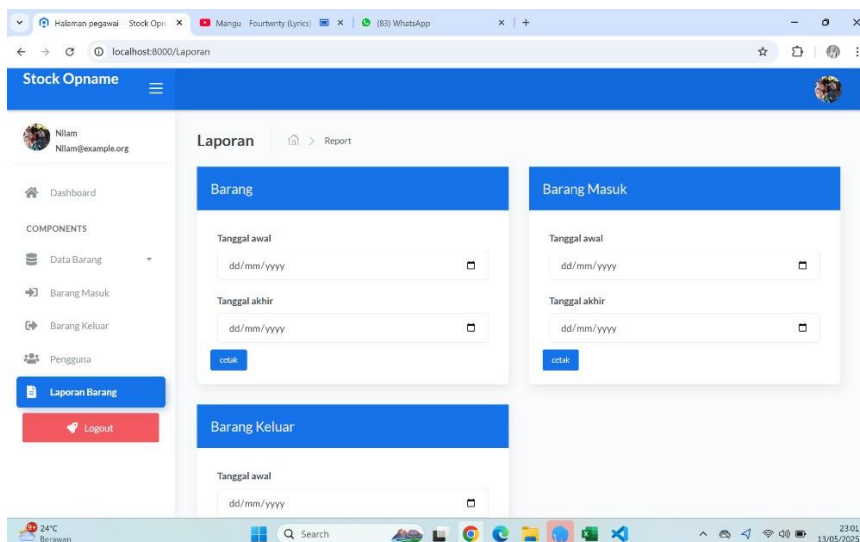 Halaman pegawai - Stock Opn
Mangu - Fourtwnty (Lyrics)
(83) WhatsApp
localhost:8000/Laporan
Stock Opname
Nilam
Nilam@example.org
Laporan
Report
Dashboard
COMPONENTS
Data Barang
Barang Masuk
Barang Keluar
Pengguna
Laporan Barang
Logout
Barang
Tanggal awal
dd/mm/yyyy
Tanggal akhir
dd/mm/yyyy
cetak
Barang Masuk
Tanggal awal
dd/mm/yyyy
Tanggal akhir
dd/mm/yyyy
cetak
Barang Keluar
Tanggal awal
dd/mm/yyyy
9+
24°C
Berawan
Search
23:01
13/05/2025